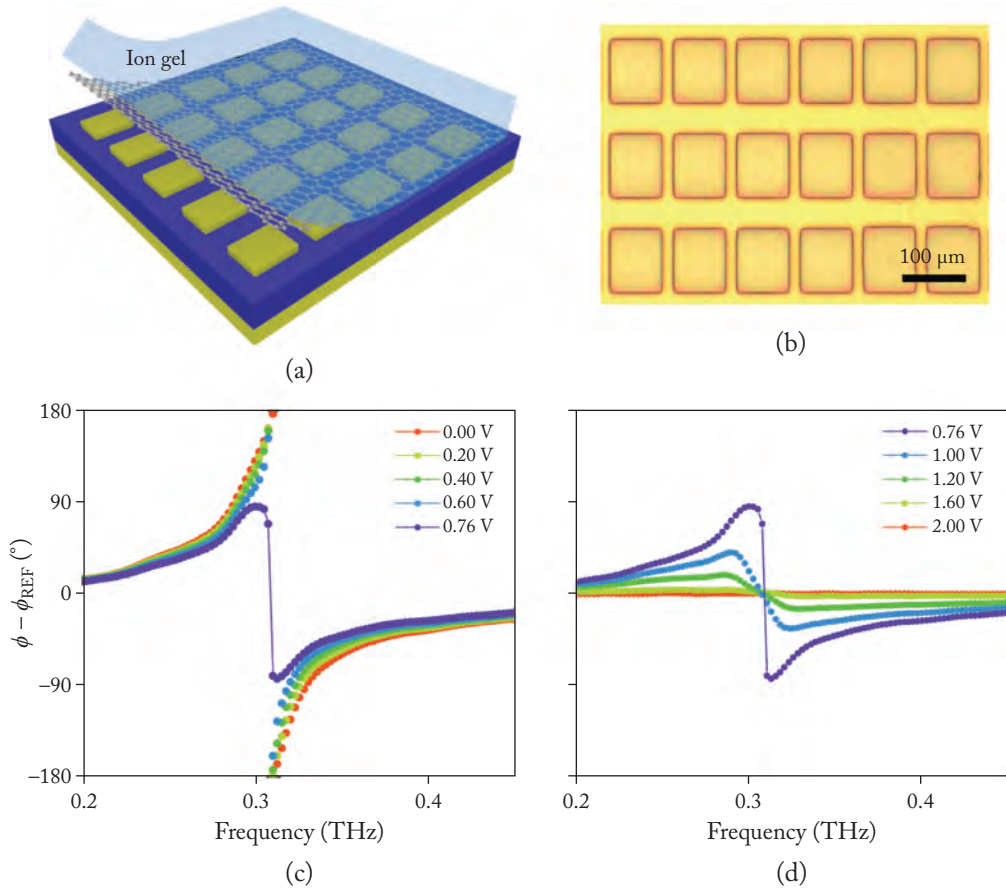 Ion gel
100 μm
(a)
(b)
180
90
0
−90
−180
ϕ − ϕREF (°)
0.00 V
0.20 V
0.40 V
0.60 V
0.76 V
0.2
0.3
0.4
Frequency (THz)
(c)
0.76 V
1.00 V
1.20 V
1.60 V
2.00 V
0.2
0.3
0.4
Frequency (THz)
(d)